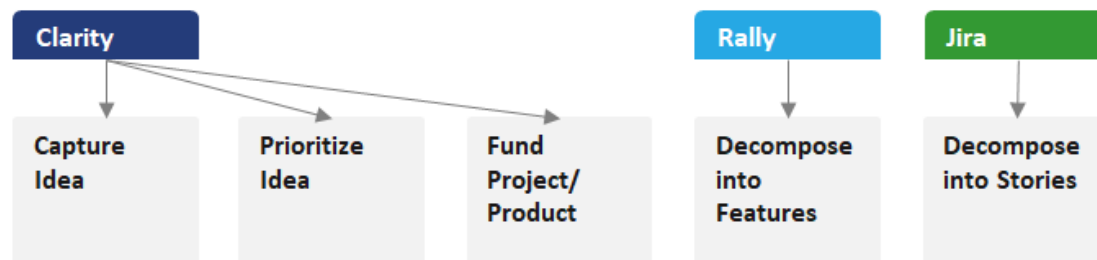 Clarity
Rally
Jira
Capture
Idea
Prioritize
Idea
Fund
Project/
Product
Decompose
into
Features
Decompose
into Stories